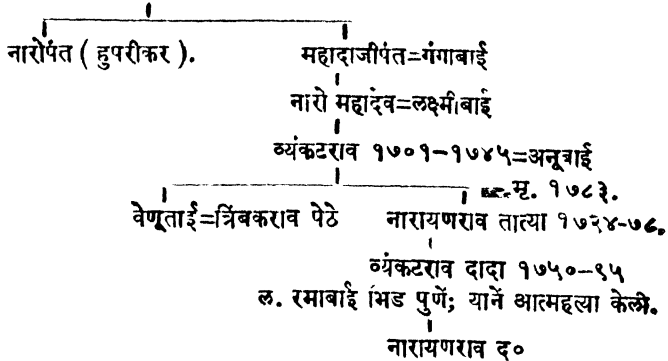 नारोपंत ( हुपरीकर ). महादाजीपंत=गंगाबाई
नारो महादेव=लक्ष्मीबाई
व्यंकटराव १७०१-१७४५=अनूबाई
मृ. १७८३.
वेणूताई=त्रिंबकराव पेठे नारायणराव तात्या १७२४-७८.
व्यंकटराव दादा १७५०-९५
ल. रमाबाई भिड पुणें; यानें आत्महत्या केली.
नारायणराव द०